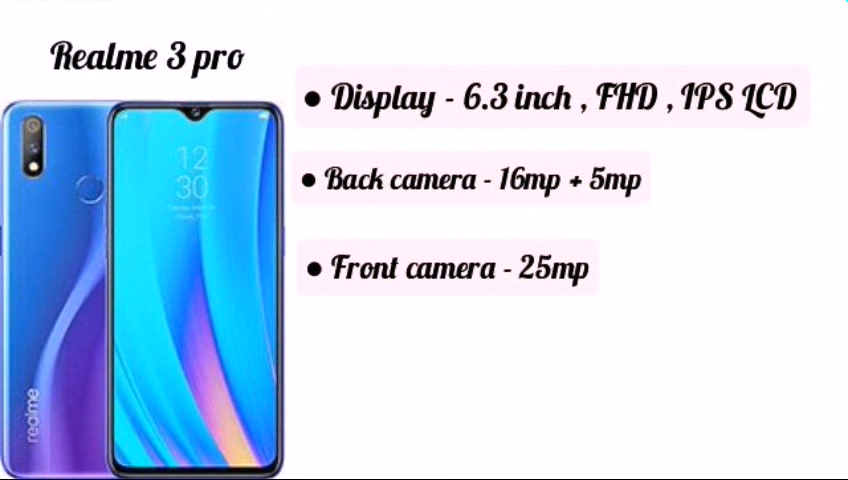 Realme 3 pro
• Display - 6.3 inch , FHD , IPS LCD
• Back camera - 16mp + 5mp
• Front camera - 25mp
12
30
realme